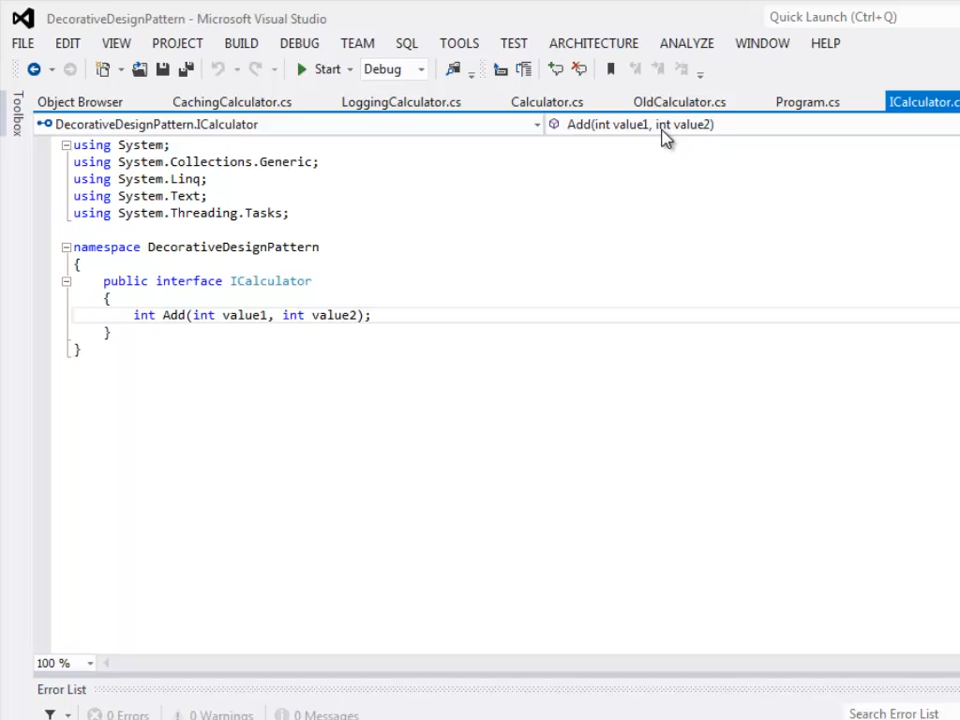 DecorativeDesignPattern - Microsoft Visual Studio
Quick Launch (Ctrl+Q)
FILE EDIT VIEW PROJECT BUILD DEBUG TEAM SQL TOOLS TEST ARCHITECTURE ANALYZE WINDOW HELP
Start Debug
Toolbox
Object Browser CachingCalculator.cs LoggingCalculator.cs Calculator.cs OldCalculator.cs Program.cs ICalculator.c
DecorativeDesignPattern.ICalculator Add(int value1, int value2)
using System;
using System.Collections.Generic;
using System.Linq;
using System.Text;
using System.Threading.Tasks;
namespace DecorativeDesignPattern
{
public interface ICalculator
{
int Add(int value1, int value2);
}
}
100 %
Error List
0 Errors 0 Warnings 0 Messages Search Error List